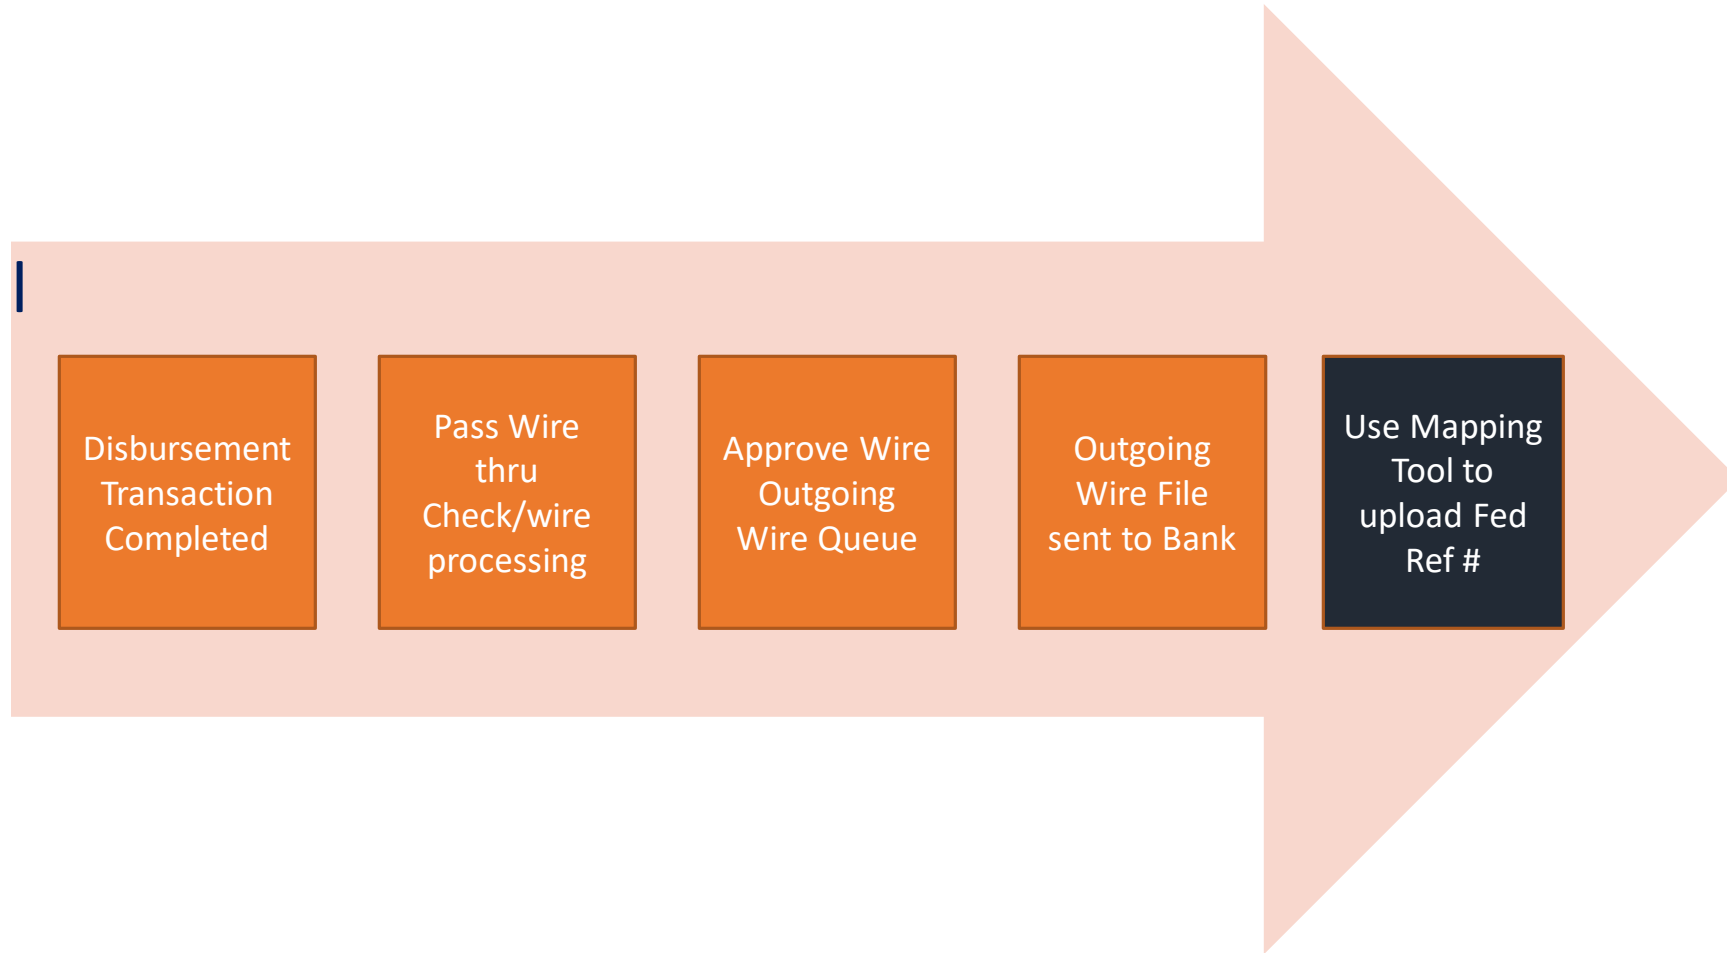 Disbursement
Transaction
Completed
Pass Wire
thru
Check/wire
processing
Approve Wire
Outgoing
Wire Queue
Outgoing
Wire File
sent to Bank
Use Mapping
Tool to
upload Fed
Ref #